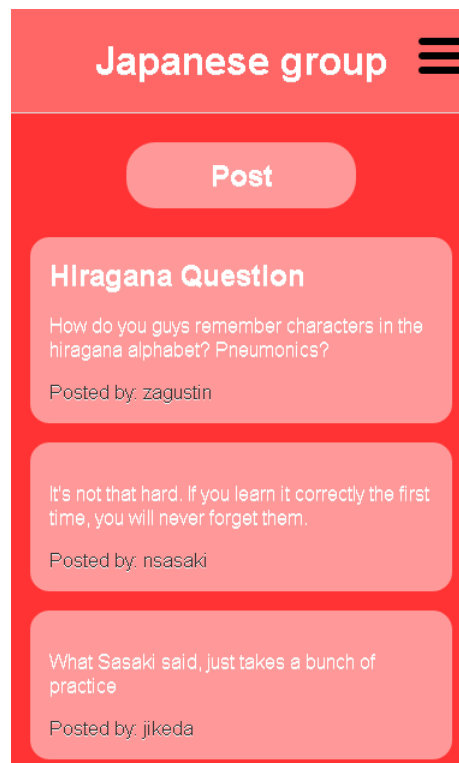 Japanese group
Post
Hiragana Question
How do you guys remember characters in the
hiragana alphabet? Pneumonics?
Posted by: zagustin
It's not that hard. If you learn it correctly the first
time, you will never forget them.
Posted by: nsasaki
What Sasaki said, just takes a bunch of
practice
Posted by: jikeda